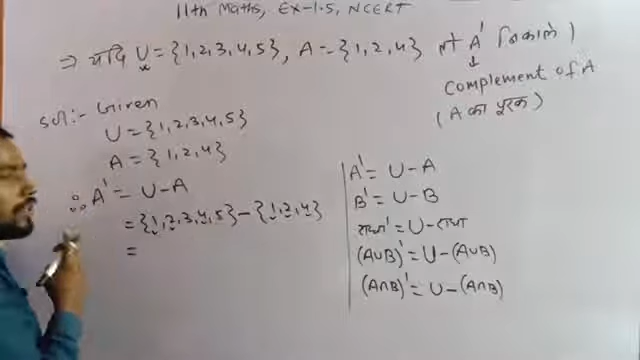 11th Maths, EX-1.5, NCERT
⇒ यदि U = {1,2,3,4,5}, A = {1,2,4} तो A' निकालें।
↓
Complement of A
(A का पूरक)
Sol:- Given
U = {1,2,3,4,5}
A = {1,2,4}
∴ A' = U - A
= {1,2,3,4,5} - {1,2,4}
=
A' = U - A
B' = U - B
राधा' = U - राधा
(A∪B)' = U - (A∪B)
(A∩B)' = U - (A∩B)